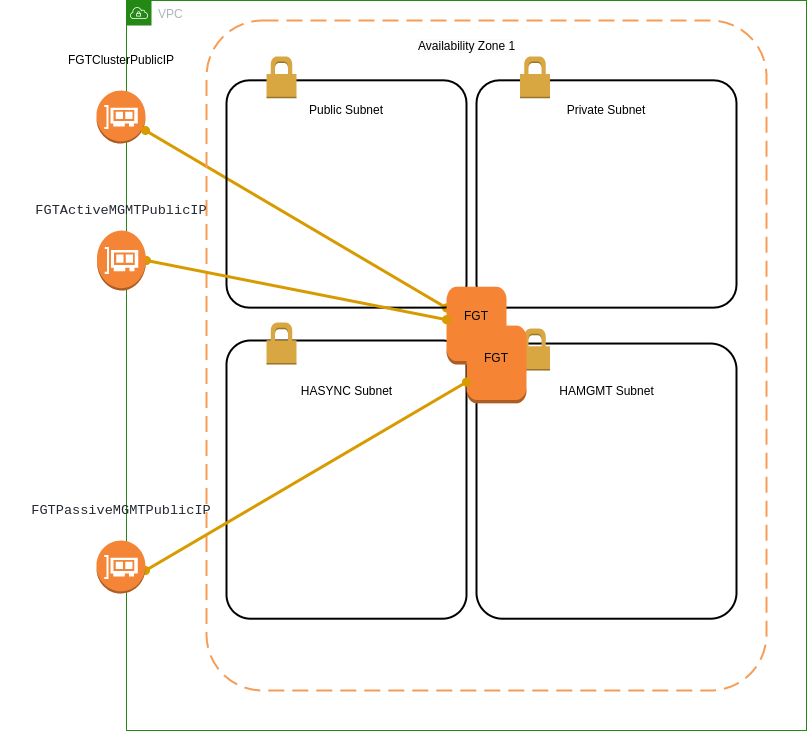 VPC
Availability Zone 1
FGTClusterPublicIP
Public Subnet
Private Subnet
FGTActiveMGMTPublicIP
FGT
FGT
HASYNC Subnet
HAMGMT Subnet
FGTPassiveMGMTPublicIP